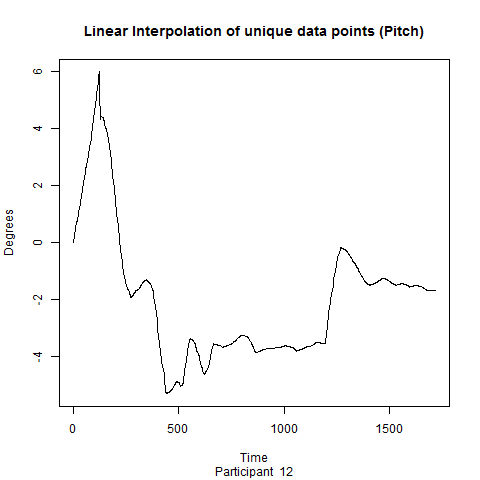 Linear Interpolation of unique data points (Pitch)
6
4
2
0
-2
-4
Degrees
0 500 1000 1500
Time
Participant 12